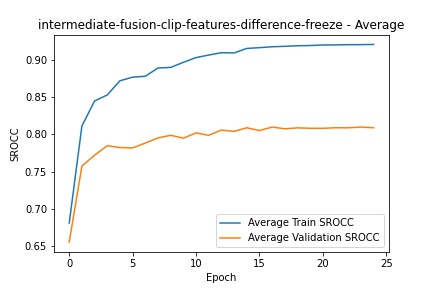 intermediate-fusion-clip-features-difference-freeze - Average
0.90
0.85
0.80
0.75
0.70
0.65
SROCC
Average Train SROCC
Average Validation SROCC
0 5 10 15 20 25
Epoch